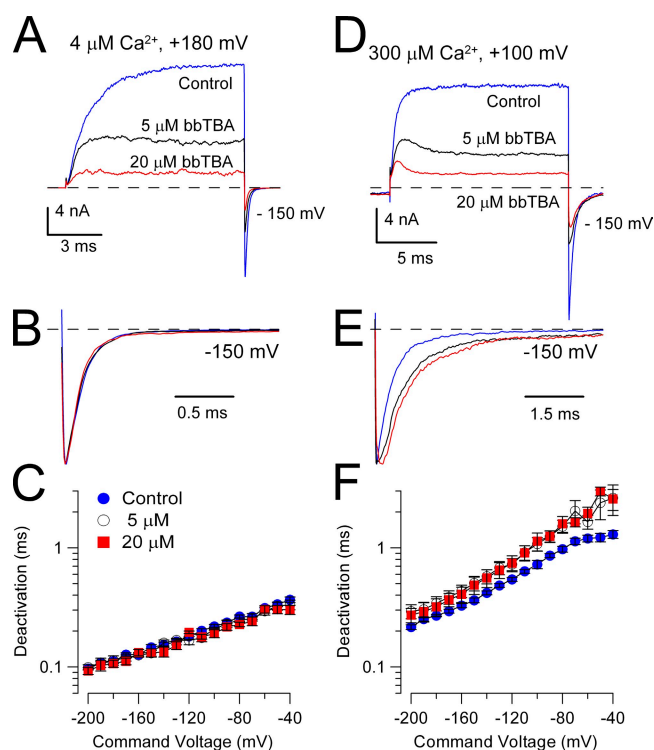 A
4 μM Ca²⁺, +180 mV
Control
5 μM bbTBA
20 μM bbTBA
4 nA
3 ms
- 150 mV
D
300 μM Ca²⁺, +100 mV
Control
5 μM bbTBA
20 μM bbTBA
4 nA
5 ms
- 150 mV
B
-150 mV
0.5 ms
E
-150 mV
1.5 ms
C
Control
5 μM
20 μM
1
0.1
Deactivation (ms)
-200 -160 -120 -80 -40
Command Voltage (mV)
F
1
0.1
Deactivation (ms)
-200 -160 -120 -80 -40
Command Voltage (mV)